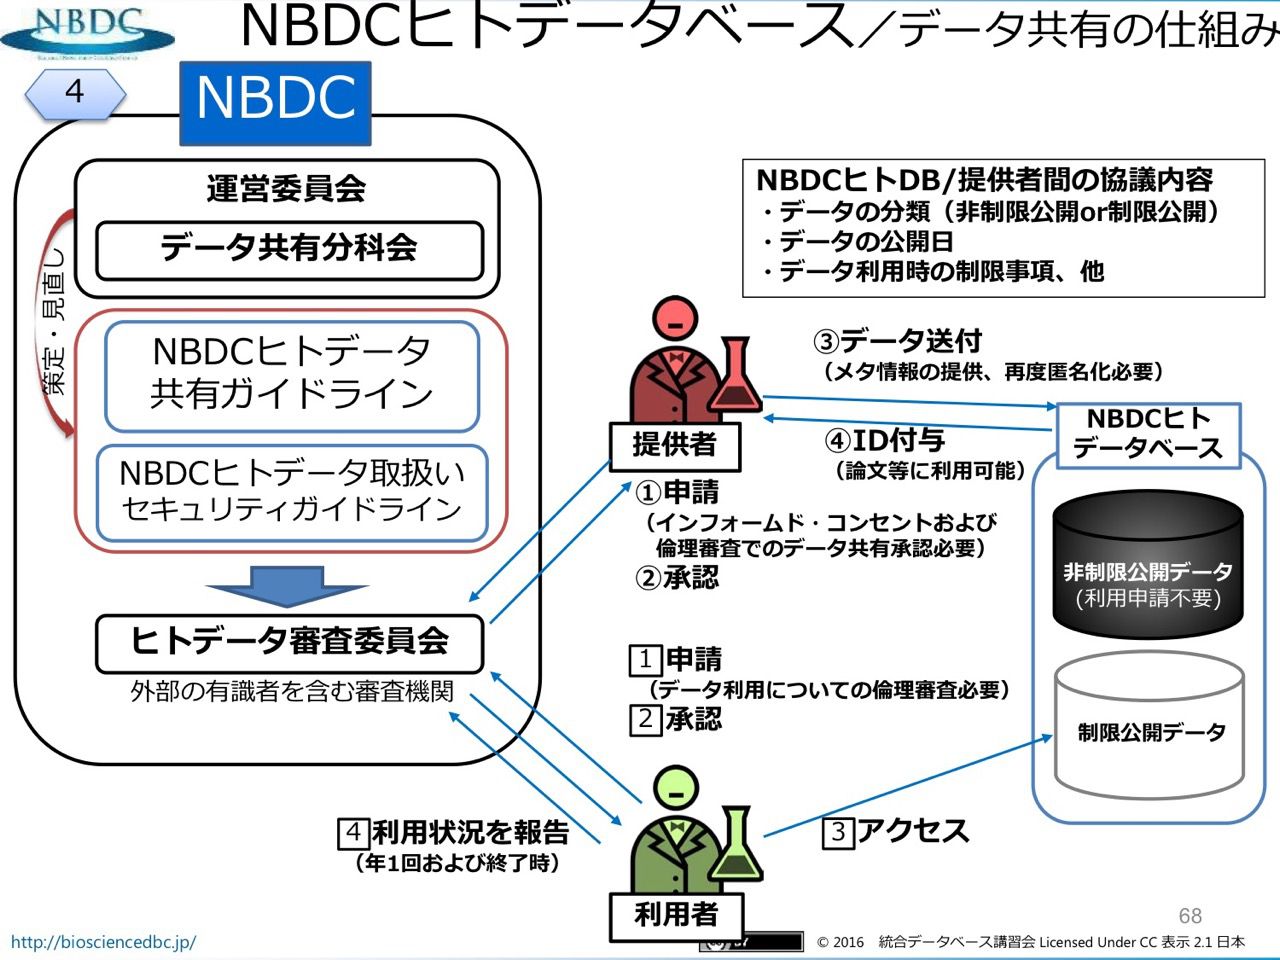 NBDC
NBDCヒトデータベース／データ共有の仕組み
4
NBDC
運営委員会
データ共有分科会
策定・見直し
NBDCヒトデータ
共有ガイドライン
NBDCヒトデータ取扱い
セキュリティガイドライン
ヒトデータ審査委員会
外部の有識者を含む審査機関
NBDCヒトDB/提供者間の協議内容
・データの分類（非制限公開or制限公開）
・データの公開日
・データ利用時の制限事項、他
③データ送付
（メタ情報の提供、再度匿名化必要）
提供者
④ID付与
（論文等に利用可能）
NBDCヒト
データベース
①申請
（インフォームド・コンセントおよび
倫理審査でのデータ共有承認必要）
②承認
非制限公開データ
(利用申請不要)
1 申請
（データ利用についての倫理審査必要）
2 承認
制限公開データ
4 利用状況を報告
（年1回および終了時）
3 アクセス
利用者
68
http://biosciencedbc.jp/
© 2016 統合データベース講習会 Licensed Under CC 表示 2.1 日本